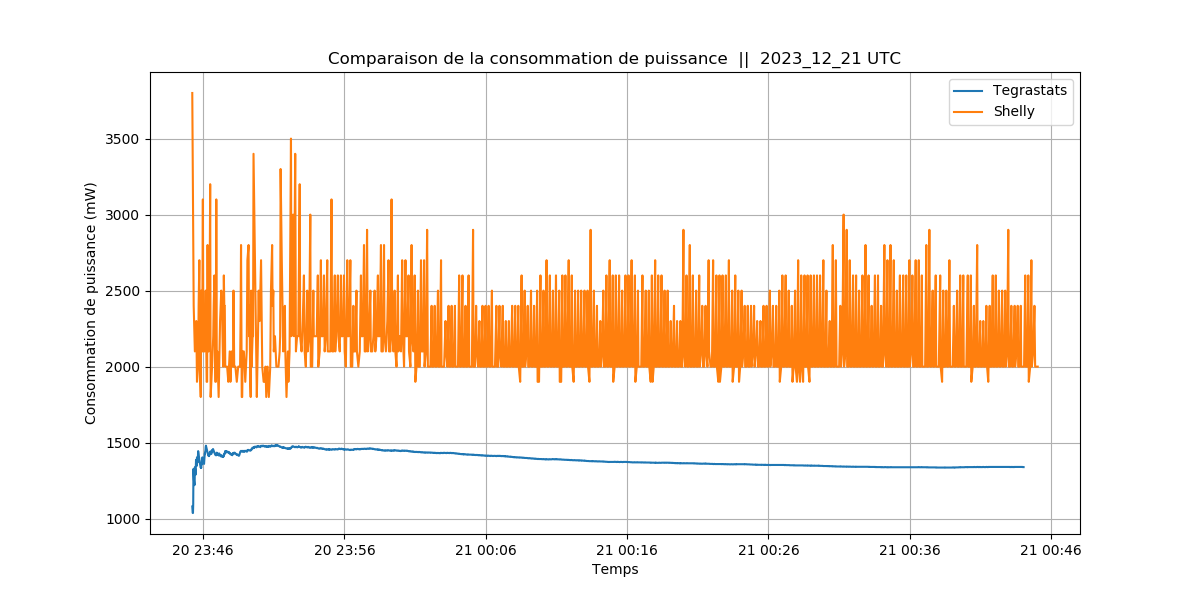 Comparaison de la consommation de puissance  ||  2023_12_21 UTC
Tegrastats
Shelly
Consommation de puissance (mW)
3500
3000
2500
2000
1500
1000
20 23:46
20 23:56
21 00:06
21 00:16
21 00:26
21 00:36
21 00:46
Temps